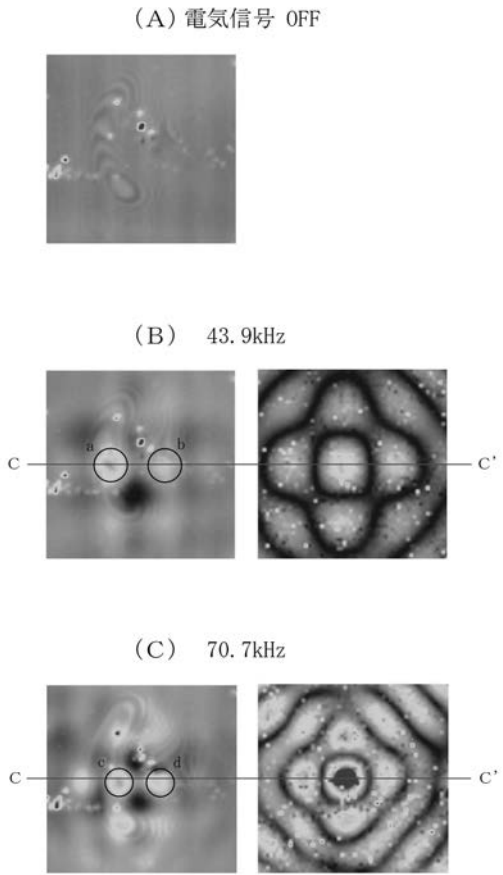 (A) 電気信号 OFF
(B) 43.9kHz
a b
C C'
(C) 70.7kHz
c d
C C'